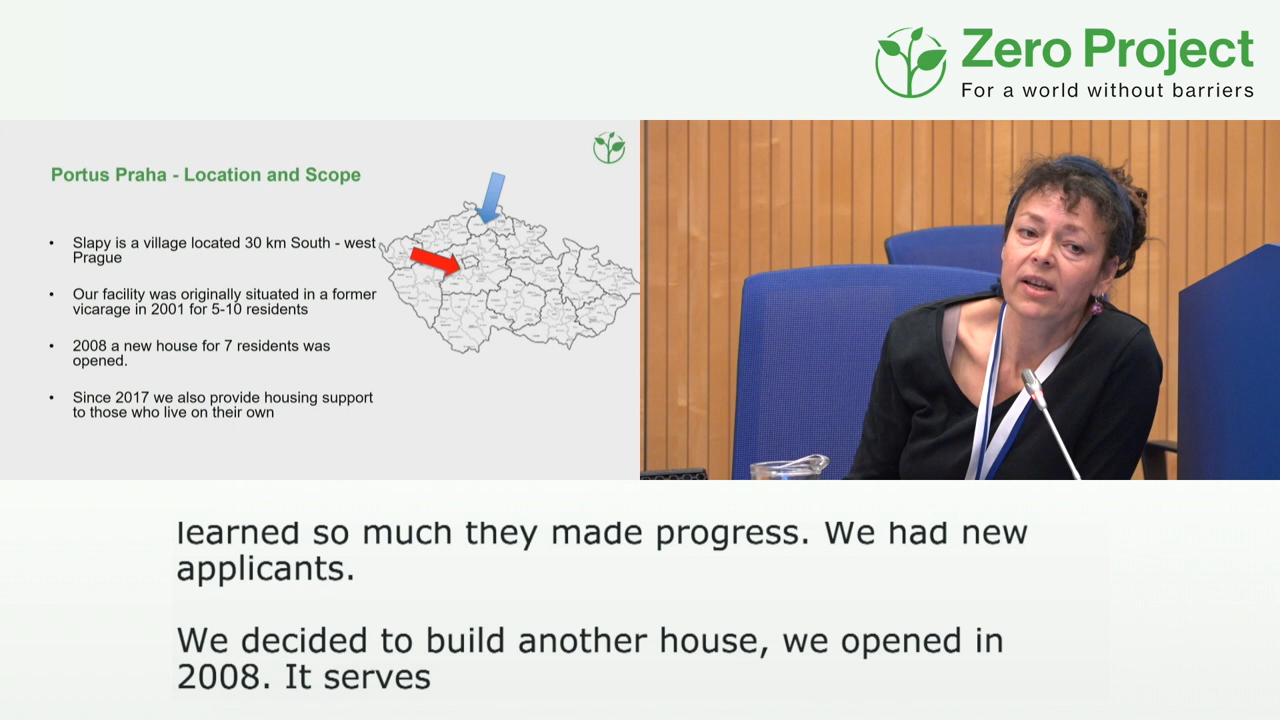 Zero Project
For a world without barriers
Portus Praha - Location and Scope
• Slapy is a village located 30 km South - west
Prague
• Our facility was originally situated in a former
vicarage in 2001 for 5-10 residents
• 2008 a new house for 7 residents was
opened.
• Since 2017 we also provide housing support
to those who live on their own
learned so much they made progress. We had new
applicants.
We decided to build another house, we opened in
2008. It serves